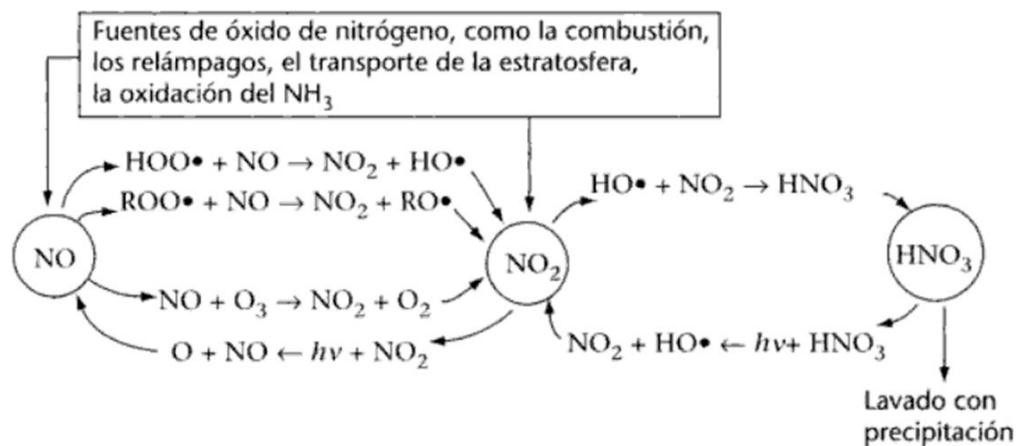 Fuentes de óxido de nitrógeno, como la combustión,
los relámpagos, el transporte de la estratosfera,
la oxidación del NH₃
HOO• + NO → NO₂ + HO•
ROO• + NO → NO₂ + RO•
HO• + NO₂ → HNO₃
NO
NO₂
HNO₃
NO + O₃ → NO₂ + O₂
O + NO ← hν + NO₂
NO₂ + HO• ← hν+ HNO₃
Lavado con
precipitación